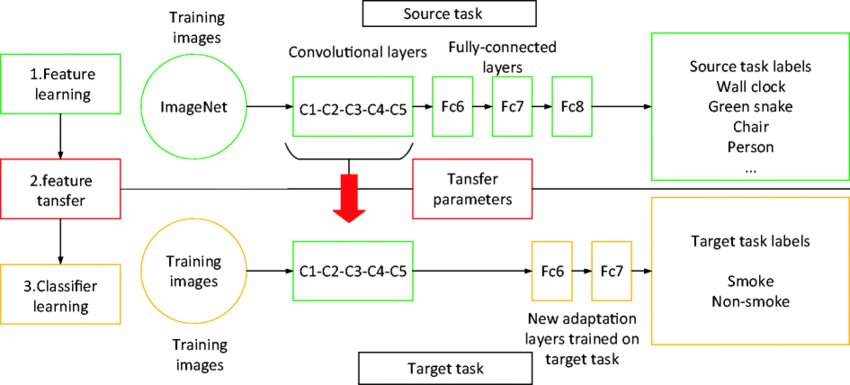 Training
images
Source task
Convolutional layers
Fully-connected
layers
1.Feature
learning
ImageNet
C1-C2-C3-C4-C5
Fc6
Fc7
Fc8
Source task labels
Wall clock
Green snake
Chair
Person
...
2.feature
tansfer
Tansfer
parameters
3.Classifier
learning
Training
images
C1-C2-C3-C4-C5
Fc6
Fc7
Target task labels
Smoke
Non-smoke
Training
images
New adaptation
layers trained on
target task
Target task